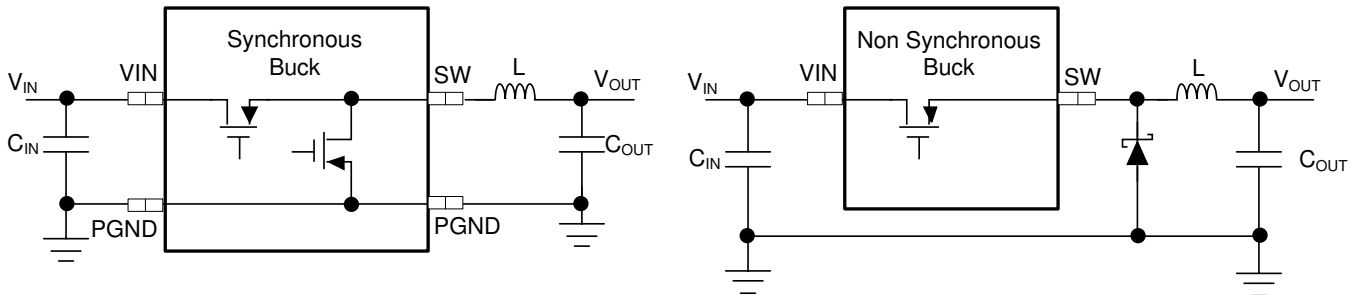 Synchronous
Buck
VIN
VIN
SW
L
VOUT
CIN
COUT
PGND
PGND
Non Synchronous
Buck
VIN
VIN
SW
L
VOUT
CIN
COUT